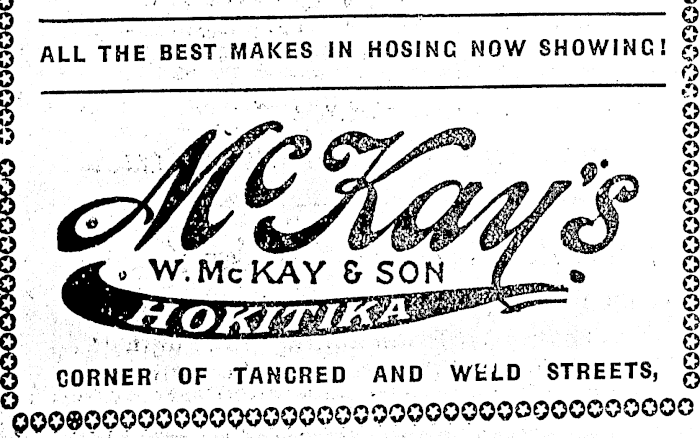 ALL THE BEST MAKES IN HOSING NOW SHOWING!
McKay's
W. McKAY & SON
HOKITIKA
CORNER OF TANCRED AND WELD STREETS,